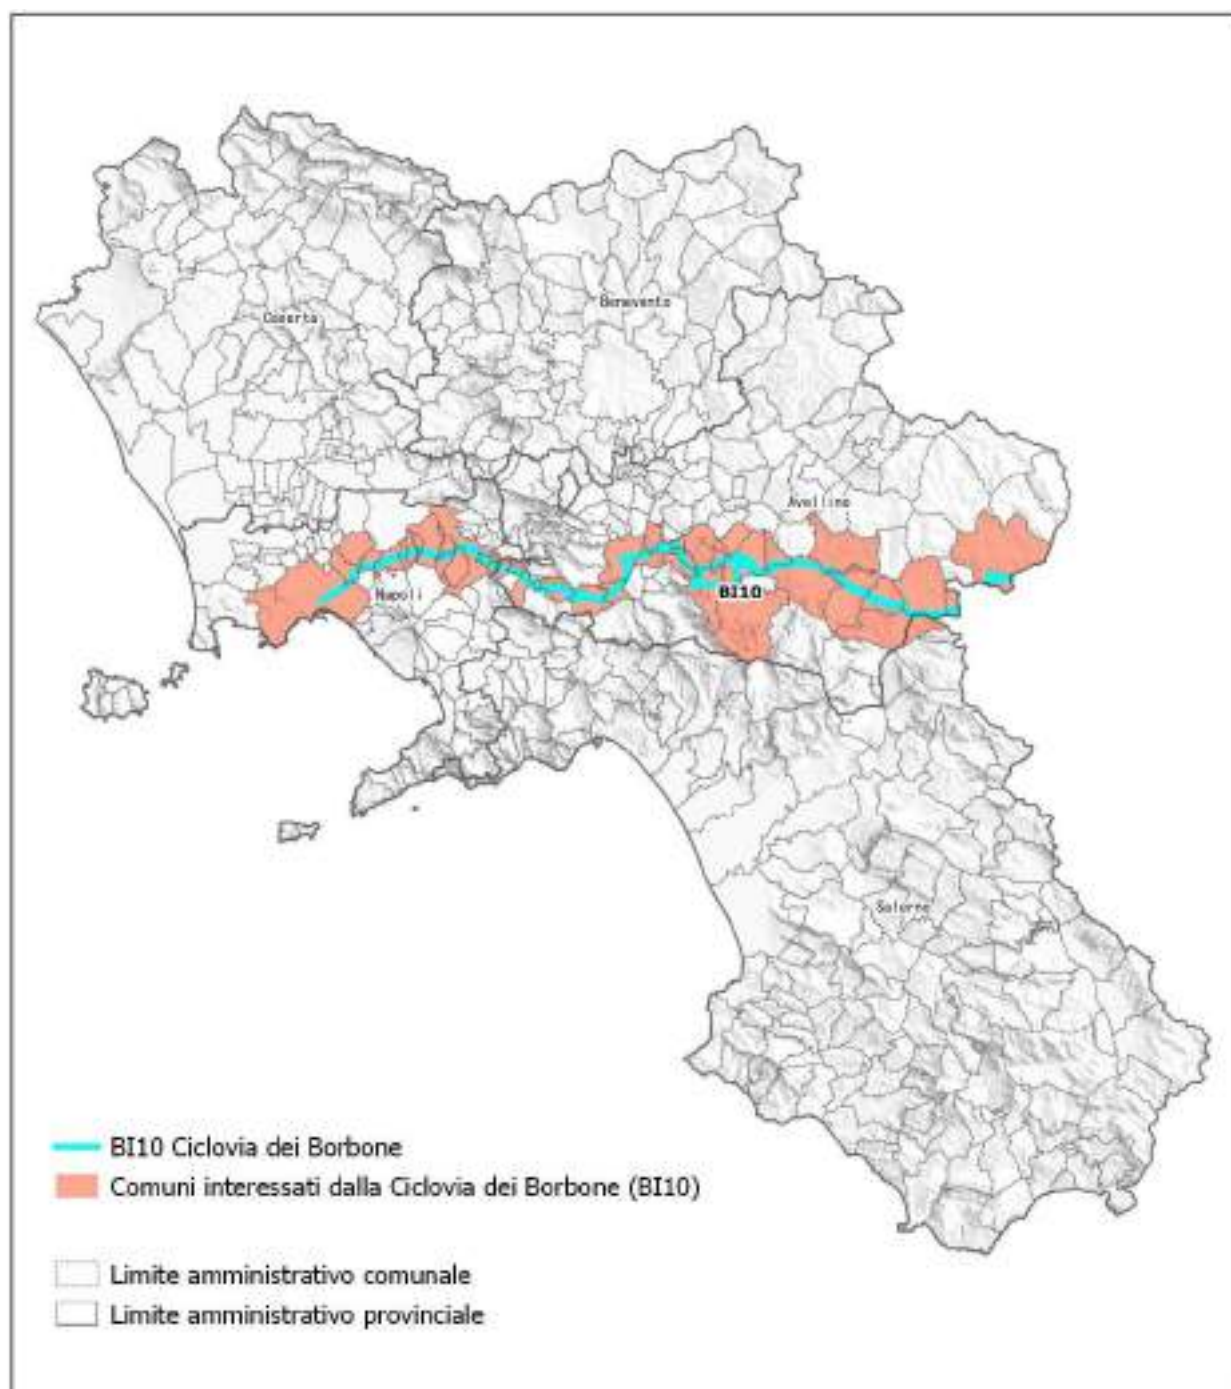 Benevento
Caserta
Avellino
BI10
Napoli
Salerno
BI10 Ciclovia dei Borbone
Comuni interessati dalla Ciclovia dei Borbone (BI10)
Limite amministrativo comunale
Limite amministrativo provinciale